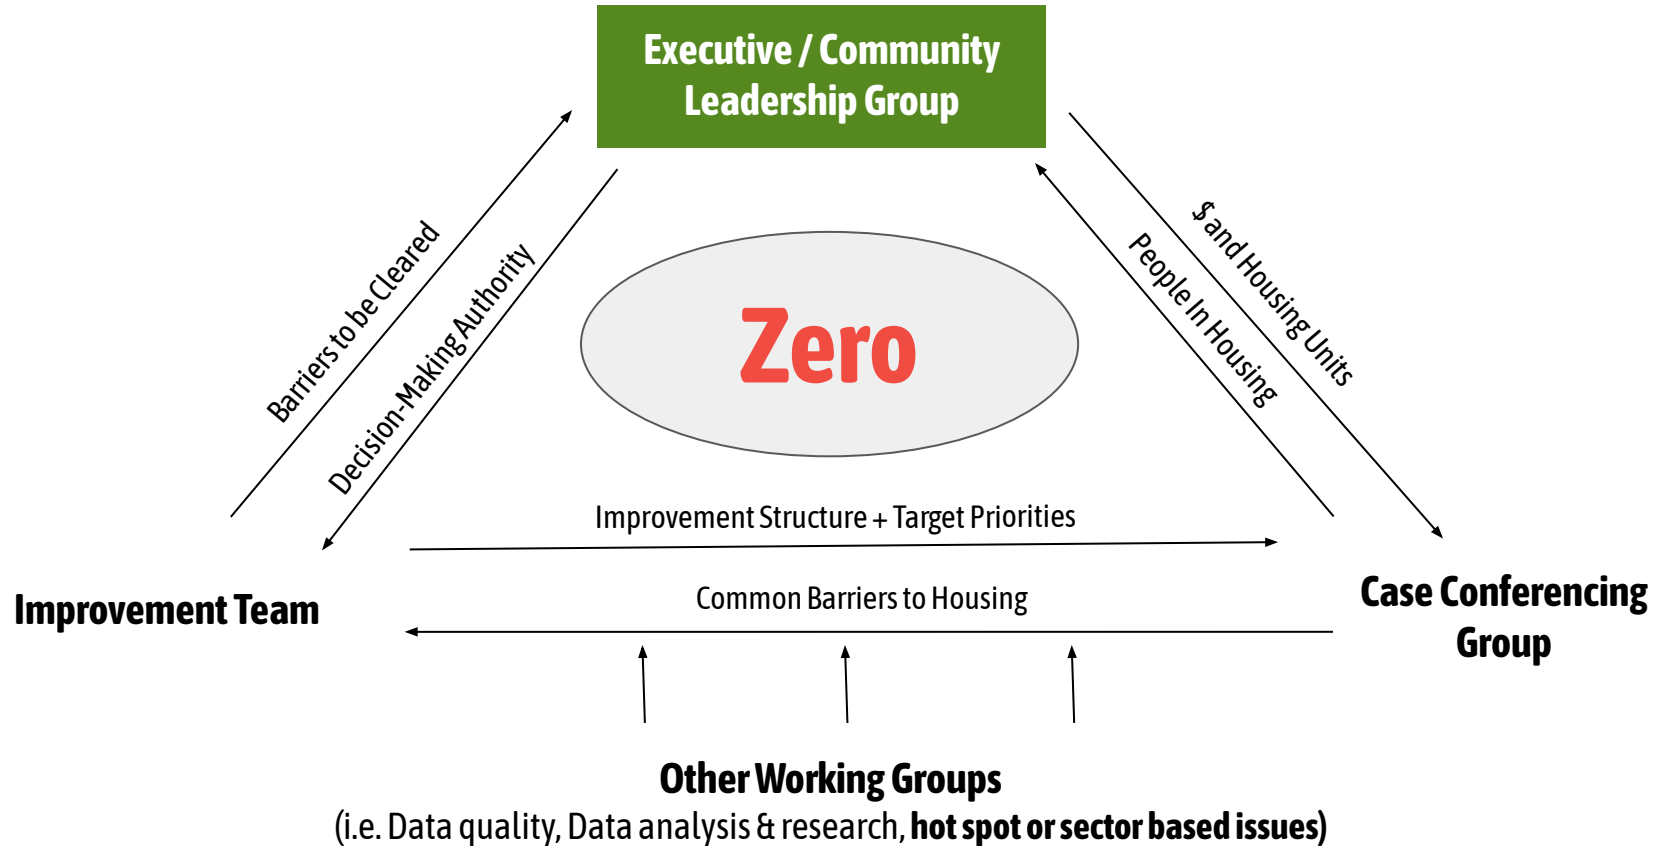 Executive / Community
Leadership Group
Barriers to be Cleared
Decision-Making Authority
$ and Housing Units
People In Housing
Zero
Improvement Structure + Target Priorities
Improvement Team
Common Barriers to Housing
Case Conferencing
Group
Other Working Groups
(i.e. Data quality, Data analysis & research, hot spot or sector based issues)